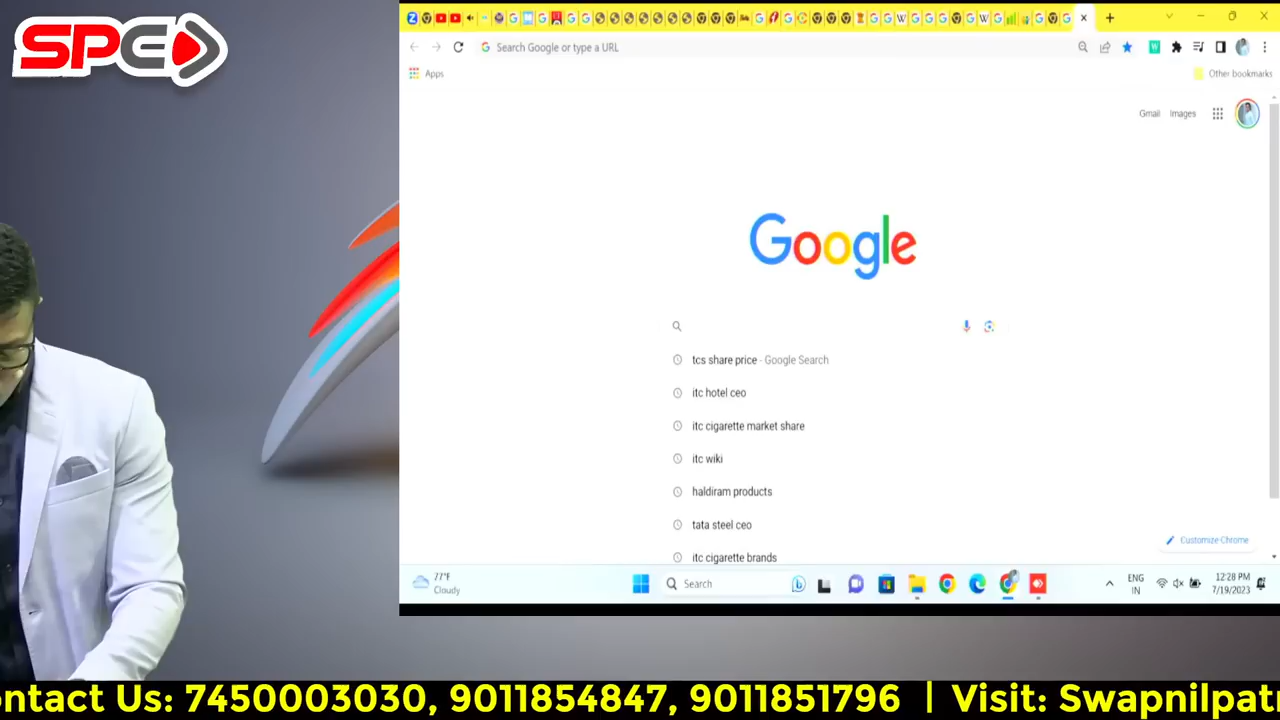 SPE
Search Google or type a URL
Apps
Other bookmarks
Gmail Images
Google
tcs share price - Google Search
itc hotel ceo
itc cigarette market share
itc wiki
haldiram products
tata steel ceo
itc cigarette brands
Customize Chrome
77°F
Cloudy
Search
ENG
IN
12:28 PM
7/19/2023
ontact Us: 7450003030, 9011854847, 9011851796 | Visit: Swapnilpat